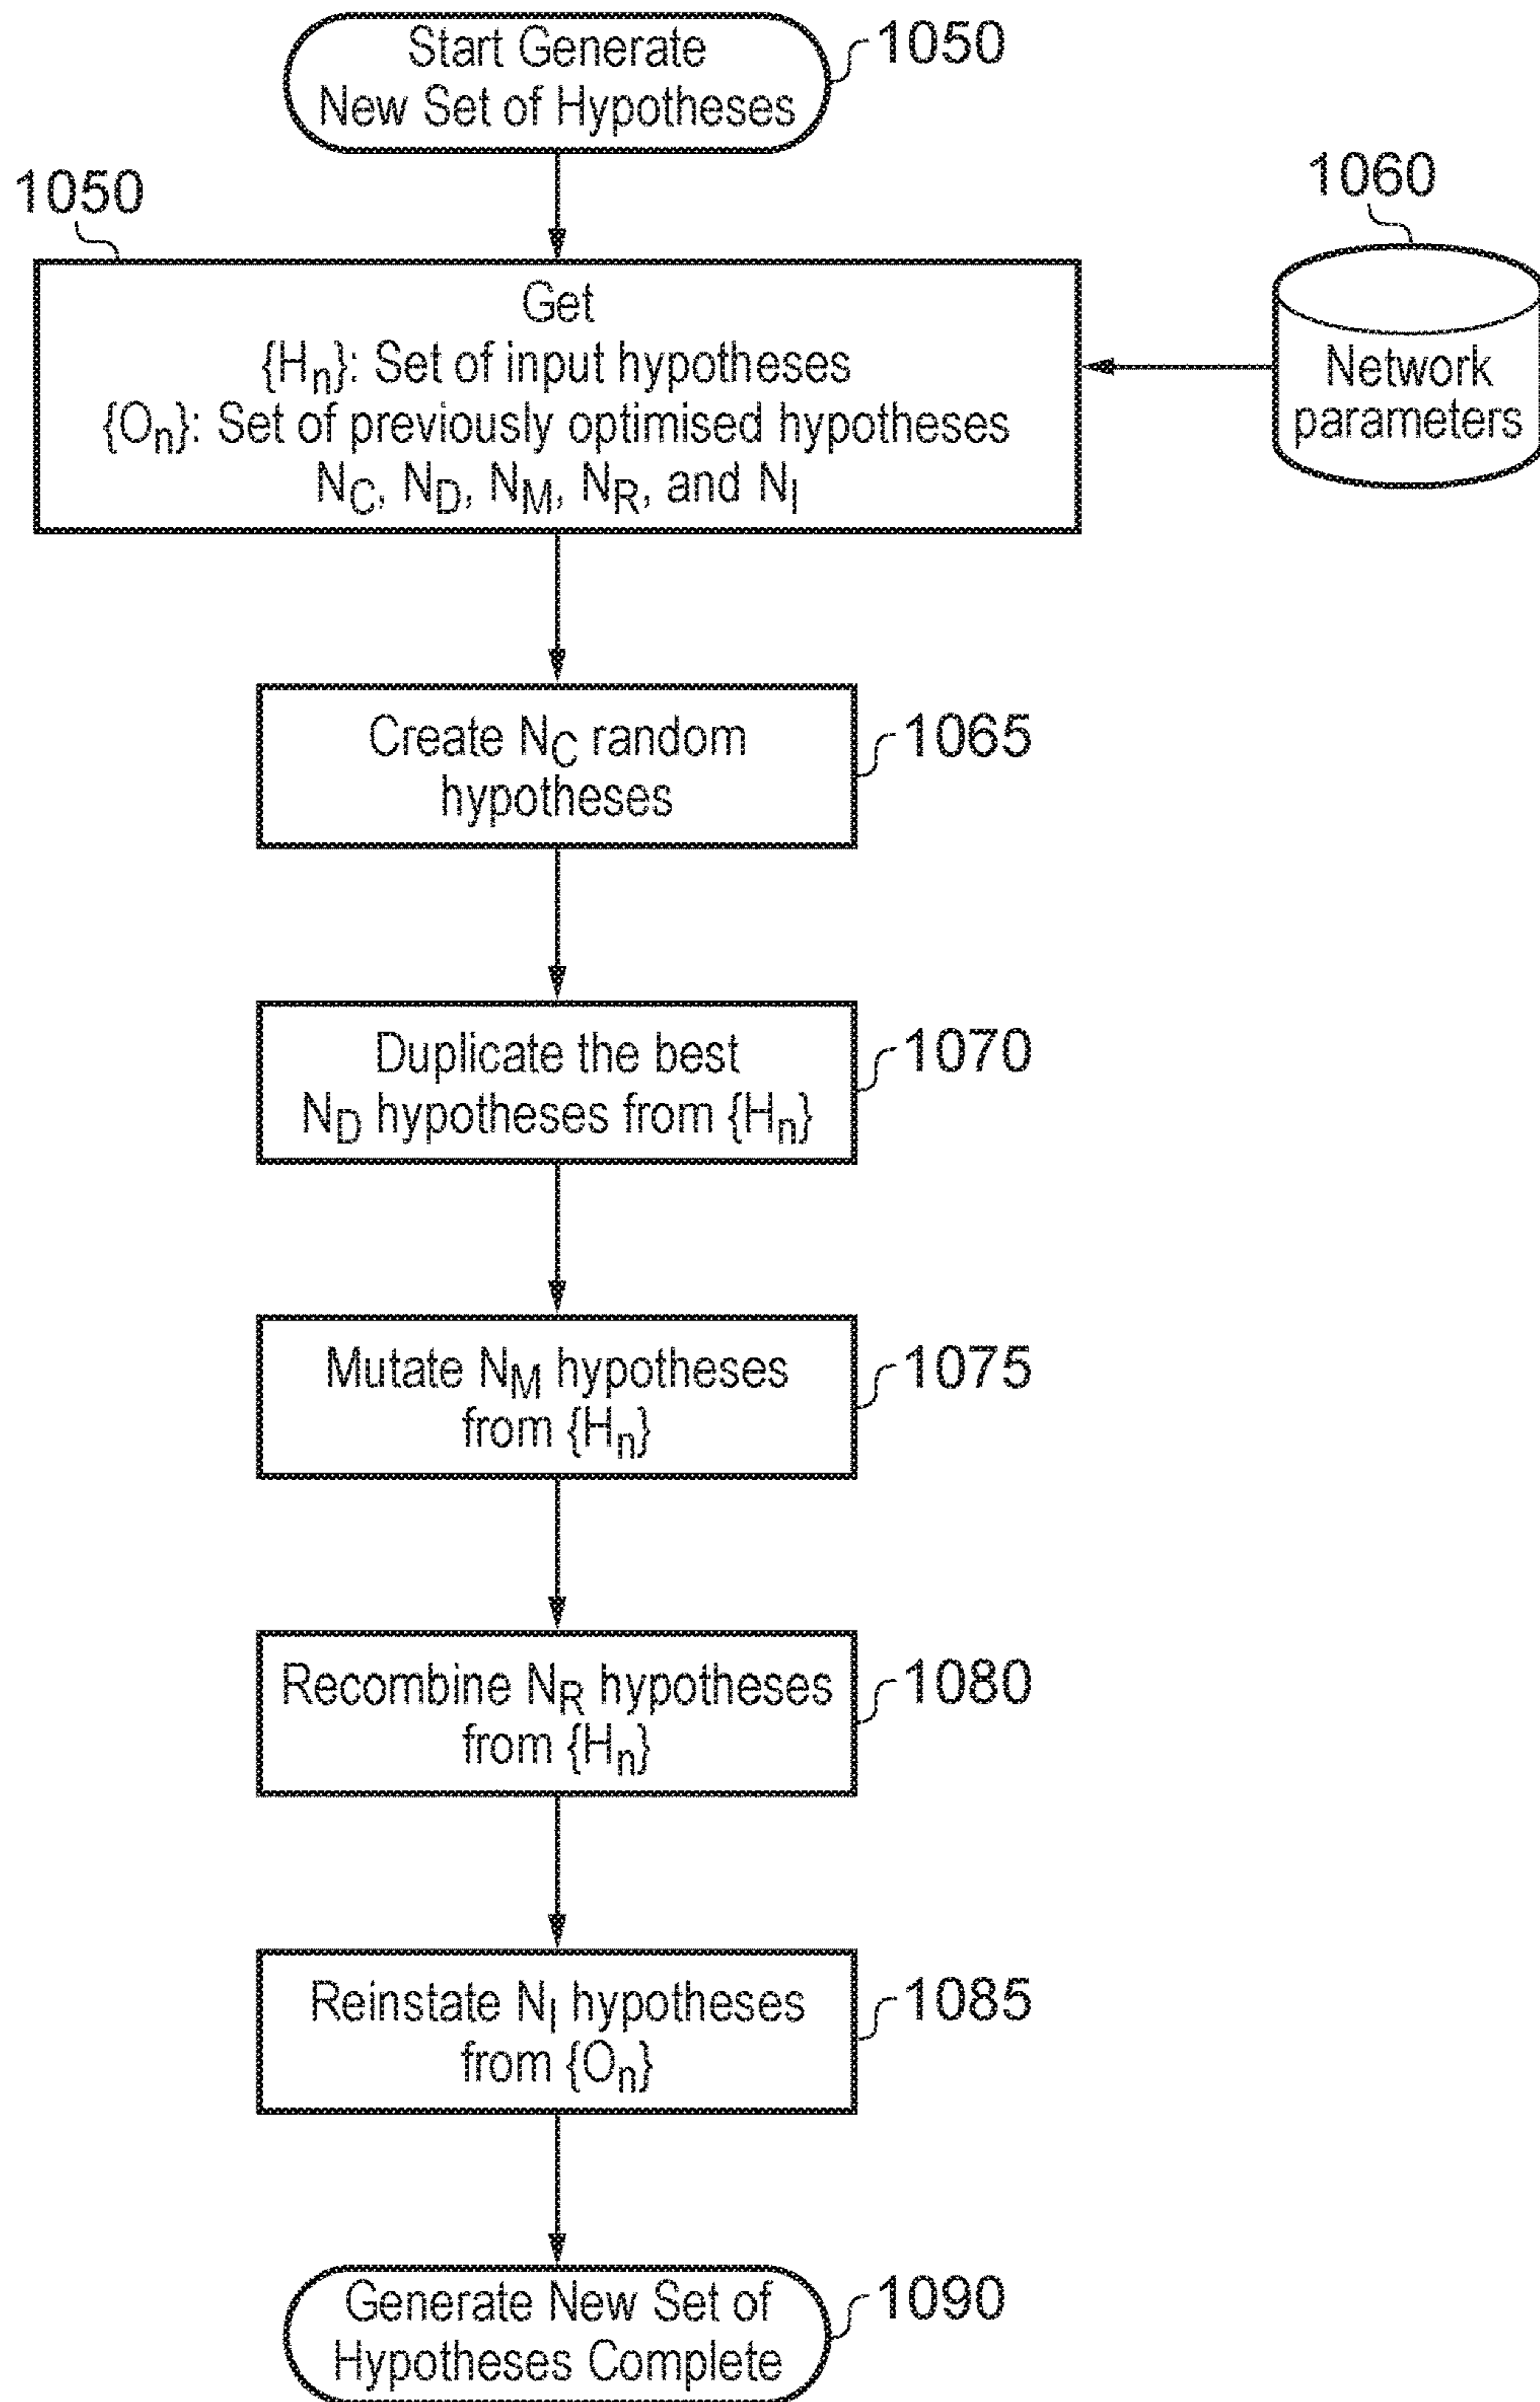 Start Generate
New Set of Hypotheses
1050
1050
1060
Get
{Hn}: Set of input hypotheses
{On}: Set of previously optimised hypotheses
NC, ND, NM, NR, and NI
Network
parameters
Create NC random
hypotheses
1065
Duplicate the best
ND hypotheses from {Hn}
1070
Mutate NM hypotheses
from {Hn}
1075
Recombine NR hypotheses
from {Hn}
1080
Reinstate NI hypotheses
from {On}
1085
Generate New Set of
Hypotheses Complete
1090